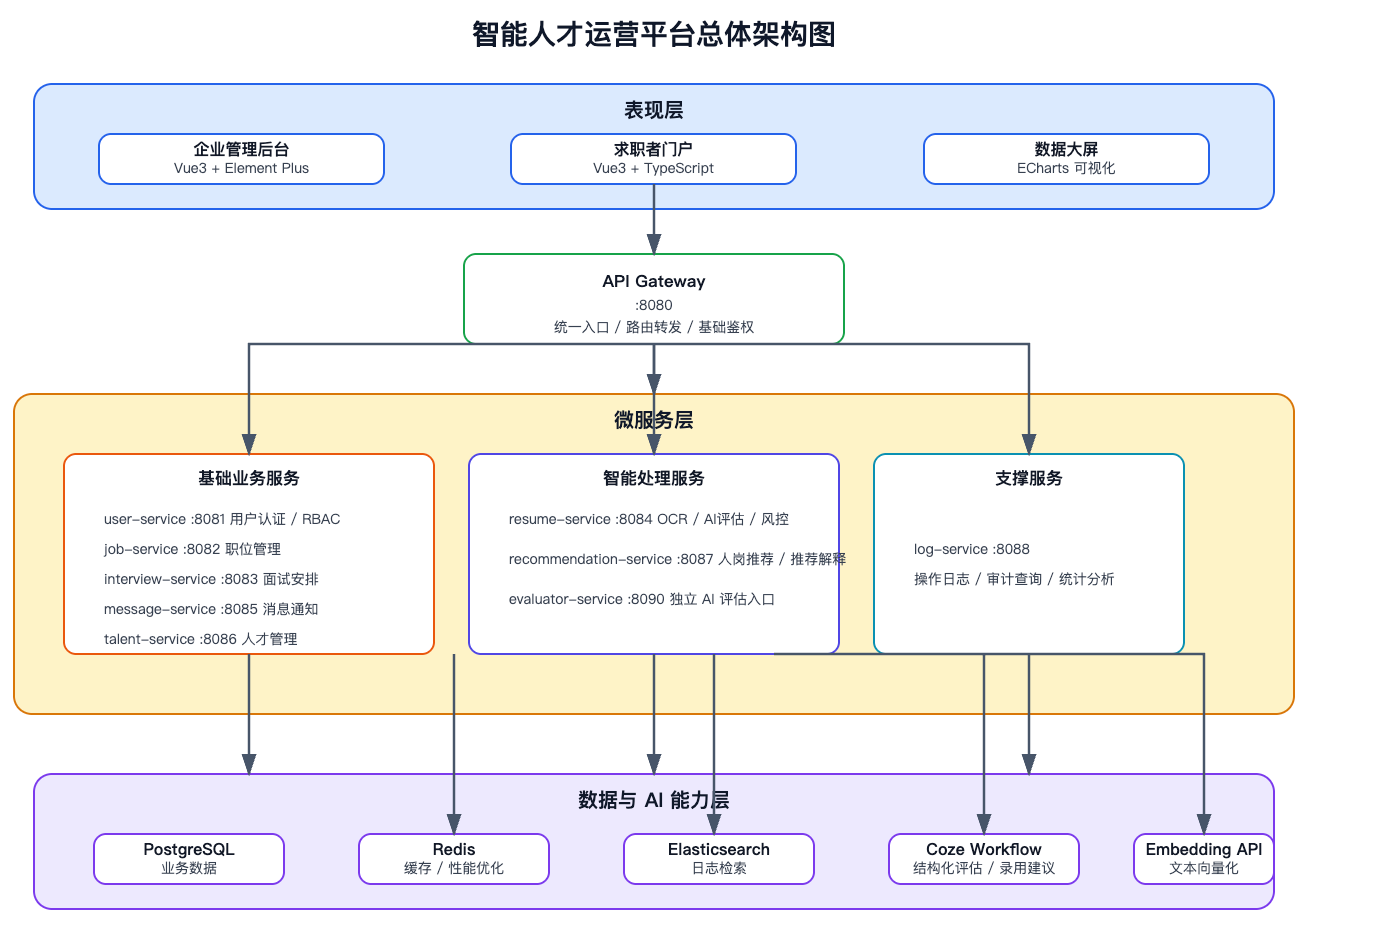 智能人才运营平台总体架构图
表现层
企业管理后台
Vue3 + Element Plus
求职者门户
Vue3 + TypeScript
数据大屏
ECharts 可视化
API Gateway
:8080
统一入口 / 路由转发 / 基础鉴权
微服务层
基础业务服务
user-service :8081 用户认证 / RBAC
job-service :8082 职位管理
interview-service :8083 面试安排
message-service :8085 消息通知
talent-service :8086 人才管理
智能处理服务
resume-service :8084 OCR / AI评估 / 风控
recommendation-service :8087 人岗推荐 / 推荐解释
evaluator-service :8090 独立 AI 评估入口
支撑服务
log-service :8088
操作日志 / 审计查询 / 统计分析
数据与 AI 能力层
PostgreSQL
业务数据
Redis
缓存 / 性能优化
Elasticsearch
日志检索
Coze Workflow
结构化评估 / 录用建议
Embedding API
文本向量化